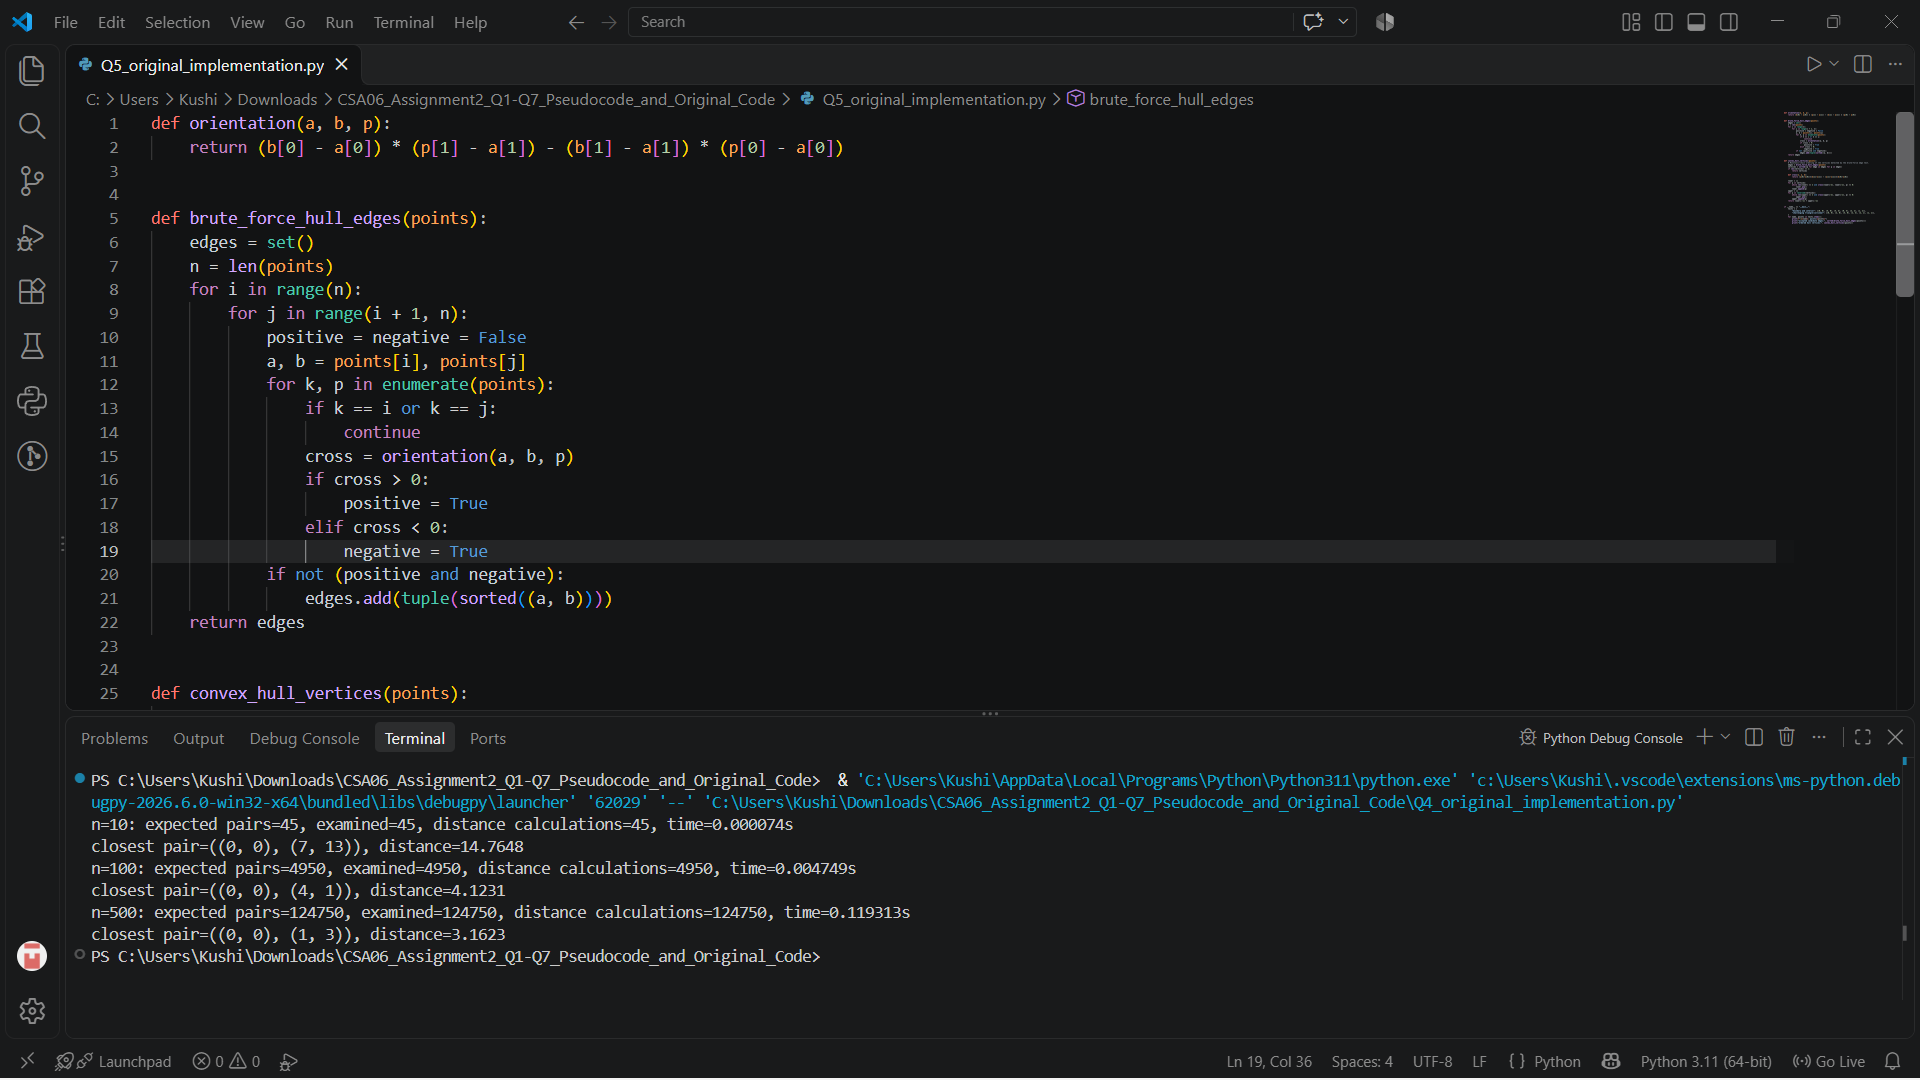 File Edit Selection View Go Run Terminal Help
Search
Q5_original_implementation.py
C: > Users > Kushi > Downloads > CSA06_Assignment2_Q1-Q7_Pseudocode_and_Original_Code > Q5_original_implementation.py > brute_force_hull_edges
1 def orientation(a, b, p):
2     return (b[0] - a[0]) * (p[1] - a[1]) - (b[1] - a[1]) * (p[0] - a[0])
3
4
5 def brute_force_hull_edges(points):
6     edges = set()
7     n = len(points)
8     for i in range(n):
9         for j in range(i + 1, n):
10             positive = negative = False
11             a, b = points[i], points[j]
12             for k, p in enumerate(points):
13                 if k == i or k == j:
14                     continue
15                 cross = orientation(a, b, p)
16                 if cross > 0:
17                     positive = True
18                 elif cross < 0:
19                     negative = True
20             if not (positive and negative):
21                 edges.add(tuple(sorted((a, b))))
22     return edges
23
24
25 def convex_hull_vertices(points):
Problems Output Debug Console Terminal Ports
Python Debug Console
PS C:\Users\Kushi\Downloads\CSA06_Assignment2_Q1-Q7_Pseudocode_and_Original_Code>  & 'C:\Users\Kushi\AppData\Local\Programs\Python\Python311\python.exe' 'c:\Users\Kushi\.vscode\extensions\ms-python.deb
ugpy-2026.6.0-win32-x64\bundled\libs\debugpy\launcher' '62029' '--' 'C:\Users\Kushi\Downloads\CSA06_Assignment2_Q1-Q7_Pseudocode_and_Original_Code\Q4_original_implementation.py'
n=10: expected pairs=45, examined=45, distance calculations=45, time=0.000074s
closest pair=((0, 0), (7, 13)), distance=14.7648
n=100: expected pairs=4950, examined=4950, distance calculations=4950, time=0.004749s
closest pair=((0, 0), (4, 1)), distance=4.1231
n=500: expected pairs=124750, examined=124750, distance calculations=124750, time=0.119313s
closest pair=((0, 0), (1, 3)), distance=3.1623
PS C:\Users\Kushi\Downloads\CSA06_Assignment2_Q1-Q7_Pseudocode_and_Original_Code>
Launchpad 0 0 Ln 19, Col 36 Spaces: 4 UTF-8 LF { } Python Python 3.11 (64-bit) Go Live